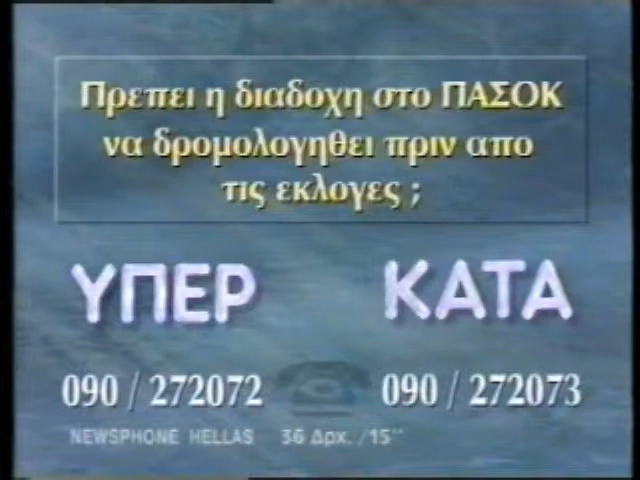 Πρεπει η διαδοχη στο ΠΑΣΟΚ
να δρομολογηθει πριν απο
τις εκλογες ;
ΥΠΕΡ ΚΑΤΑ
090 / 272072 090 / 272073
NEWSPHONE HELLAS 36 Δρχ. /15''